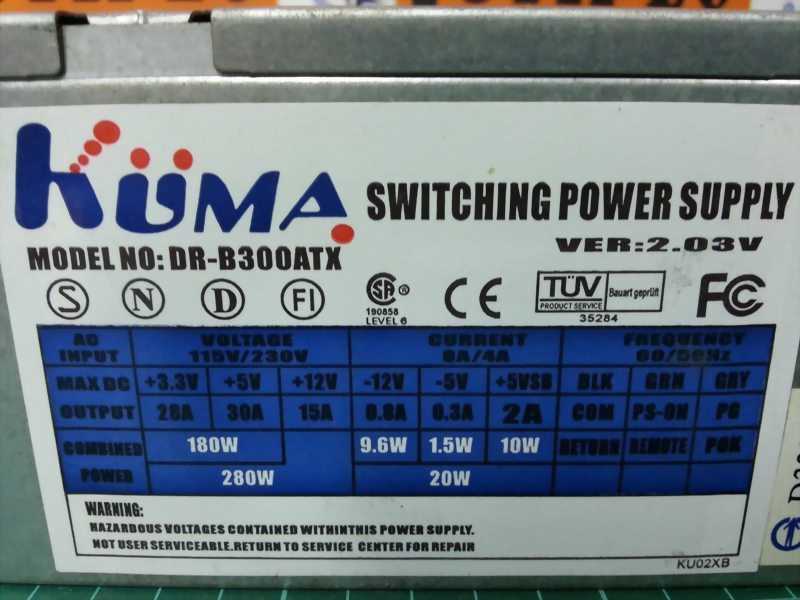 KÜMA
SWITCHING POWER SUPPLY
VER:2.03V
MODEL NO: DR-B300ATX
S N D FI
SA ®
190858
LEVEL 6
CE
TÜV
PRODUCT SERVICE
Bauart geprüft
35284
FCC
AC INPUT VOLTAGE 115V/230V CURRENT 8A/4A FREQUENCY 60/50Hz
MAX DC +3.3V +5V +12V -12V -5V +5VSB BLK GRN GRY
OUTPUT 28A 30A 15A 0.8A 0.3A 2A COM PS-ON PG
COMBINED 180W 9.6W 1.5W 10W RETURN REMOTE POK
POWER 280W 20W
WARNING:
HAZARDOUS VOLTAGES CONTAINED WITHINTHIS POWER SUPPLY.
NOT USER SERVICEABLE.RETURN TO SERVICE CENTER FOR REPAIR
KU02XB